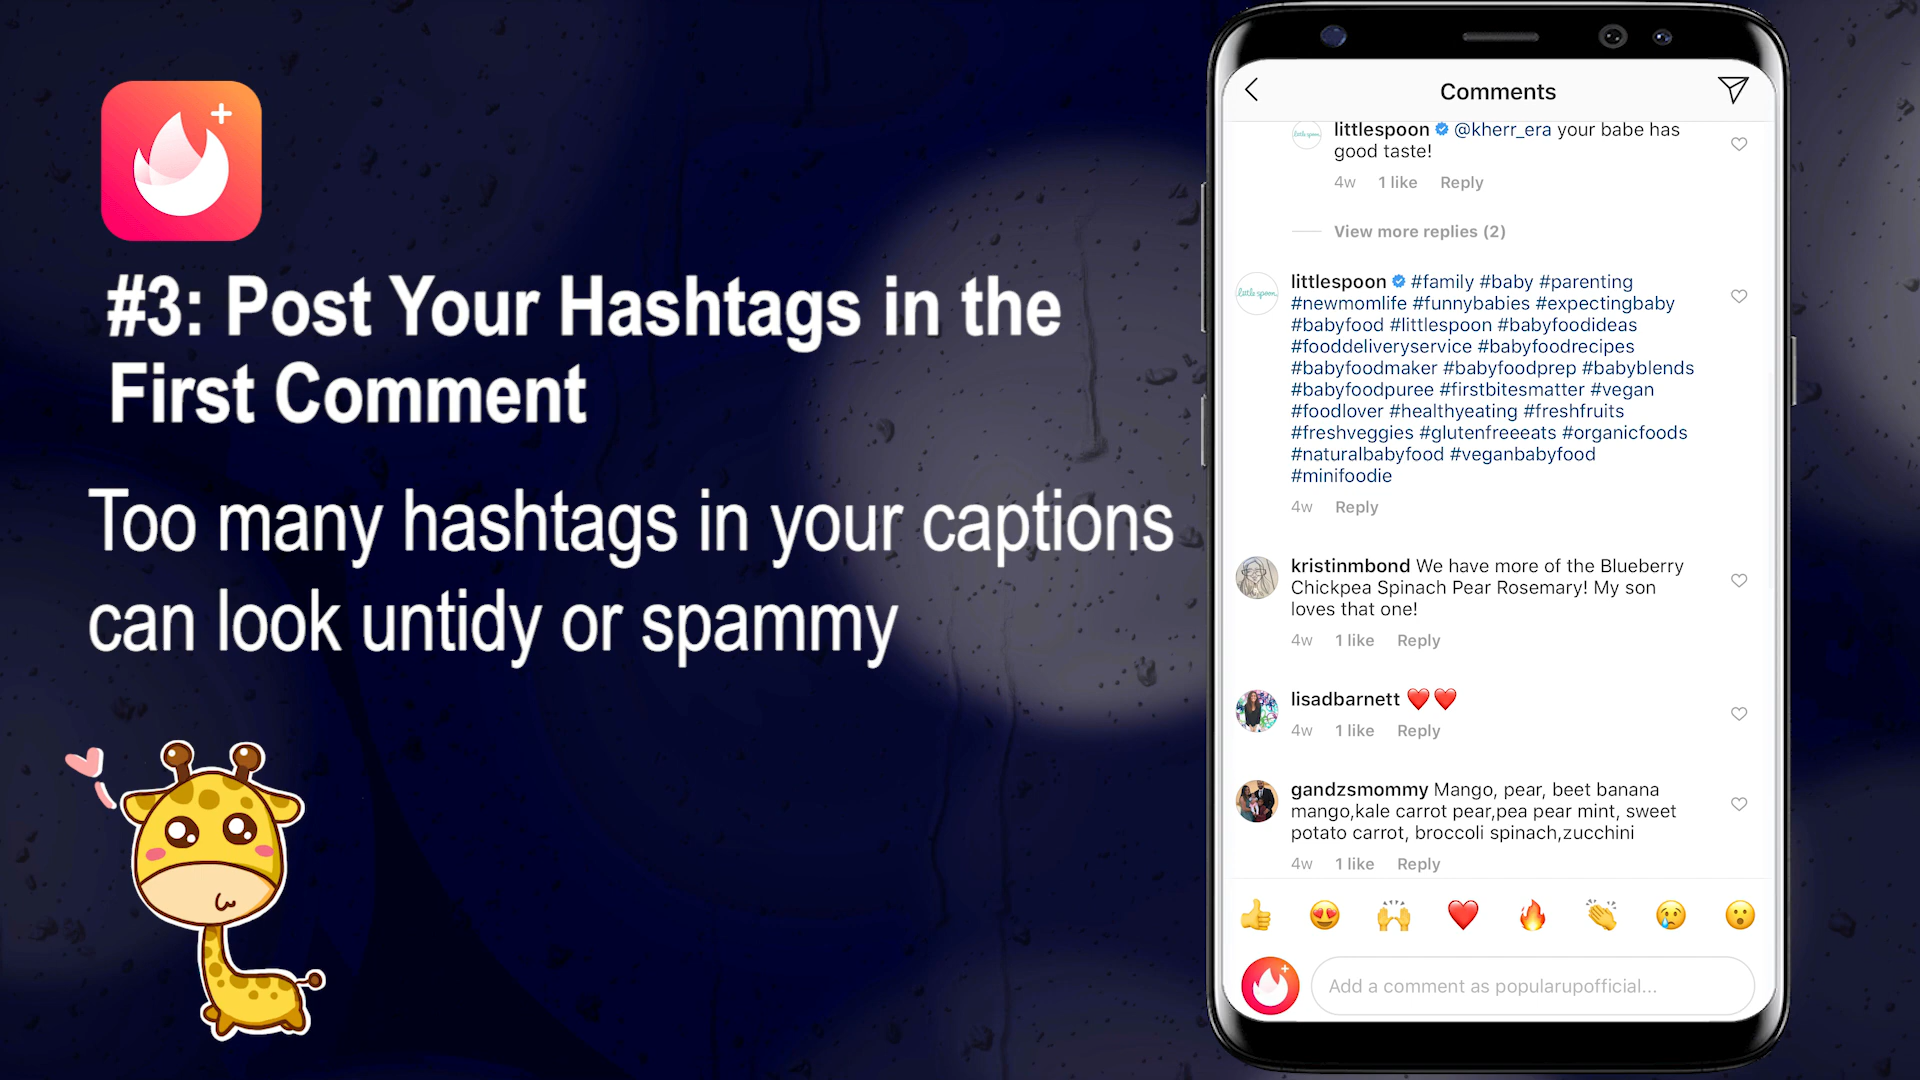 #3: Post Your Hashtags in the
First Comment
Too many hashtags in your captions
can look untidy or spammy
Comments
little spoon
littlespoon @kherr_era your babe has
good taste!
4w 1 like Reply
View more replies (2)
little spoon
littlespoon #family #baby #parenting
#newmomlife #funnybabies #expectingbaby
#babyfood #littlespoon #babyfoodideas
#fooddeliveryservice #babyfoodrecipes
#babyfoodmaker #babyfoodprep #babyblends
#babyfoodpuree #firstbitesmatter #vegan
#foodlover #healthyeating #freshfruits
#freshveggies #glutenfreeeats #organicfoods
#naturalbabyfood #veganbabyfood
#minifoodie
4w Reply
kristinmbond We have more of the Blueberry
Chickpea Spinach Pear Rosemary! My son
loves that one!
4w 1 like Reply
lisadbarnett ❤️❤️
4w 1 like Reply
gandzsmommy Mango, pear, beet banana
mango,kale carrot pear,pea pear mint, sweet
potato carrot, broccoli spinach,zucchini
4w 1 like Reply
Add a comment as popularupofficial...